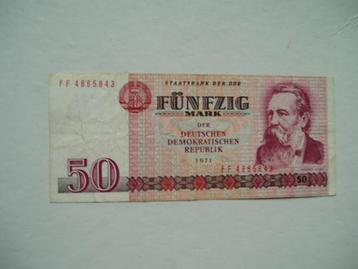 STAATSBANK DER DDR
FF 4865843
FÜNFZIG
MARK
DER
DEUTSCHEN
DEMOKRATISCHEN
REPUBLIK
1971
FF 4865843
50
50